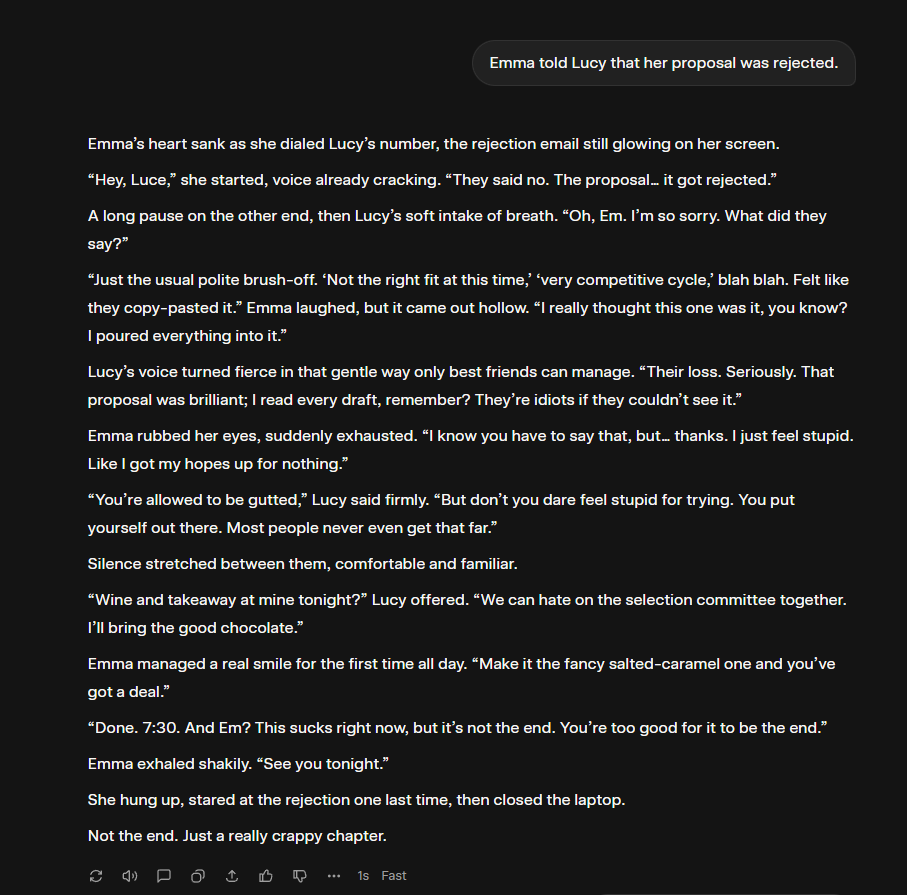 Emma told Lucy that her proposal was rejected.
Emma’s heart sank as she dialed Lucy’s number, the rejection email still glowing on her screen.
“Hey, Luce,” she started, voice already cracking. “They said no. The proposal… it got rejected.”
A long pause on the other end, then Lucy’s soft intake of breath. “Oh, Em. I’m so sorry. What did they
say?”
“Just the usual polite brush-off. ‘Not the right fit at this time,’ ‘very competitive cycle,’ blah blah. Felt like
they copy-pasted it.” Emma laughed, but it came out hollow. “I really thought this one was it, you know?
I poured everything into it.”
Lucy’s voice turned fierce in that gentle way only best friends can manage. “Their loss. Seriously. That
proposal was brilliant; I read every draft, remember? They’re idiots if they couldn’t see it.”
Emma rubbed her eyes, suddenly exhausted. “I know you have to say that, but… thanks. I just feel stupid.
Like I got my hopes up for nothing.”
“You’re allowed to be gutted,” Lucy said firmly. “But don’t you dare feel stupid for trying. You put
yourself out there. Most people never even get that far.”
Silence stretched between them, comfortable and familiar.
“Wine and takeaway at mine tonight?” Lucy offered. “We can hate on the selection committee together.
I’ll bring the good chocolate.”
Emma managed a real smile for the first time all day. “Make it the fancy salted-caramel one and you’ve
got a deal.”
“Done. 7:30. And Em? This sucks right now, but it’s not the end. You’re too good for it to be the end.”
Emma exhaled shakily. “See you tonight.”
She hung up, stared at the rejection one last time, then closed the laptop.
Not the end. Just a really crappy chapter.
1s Fast